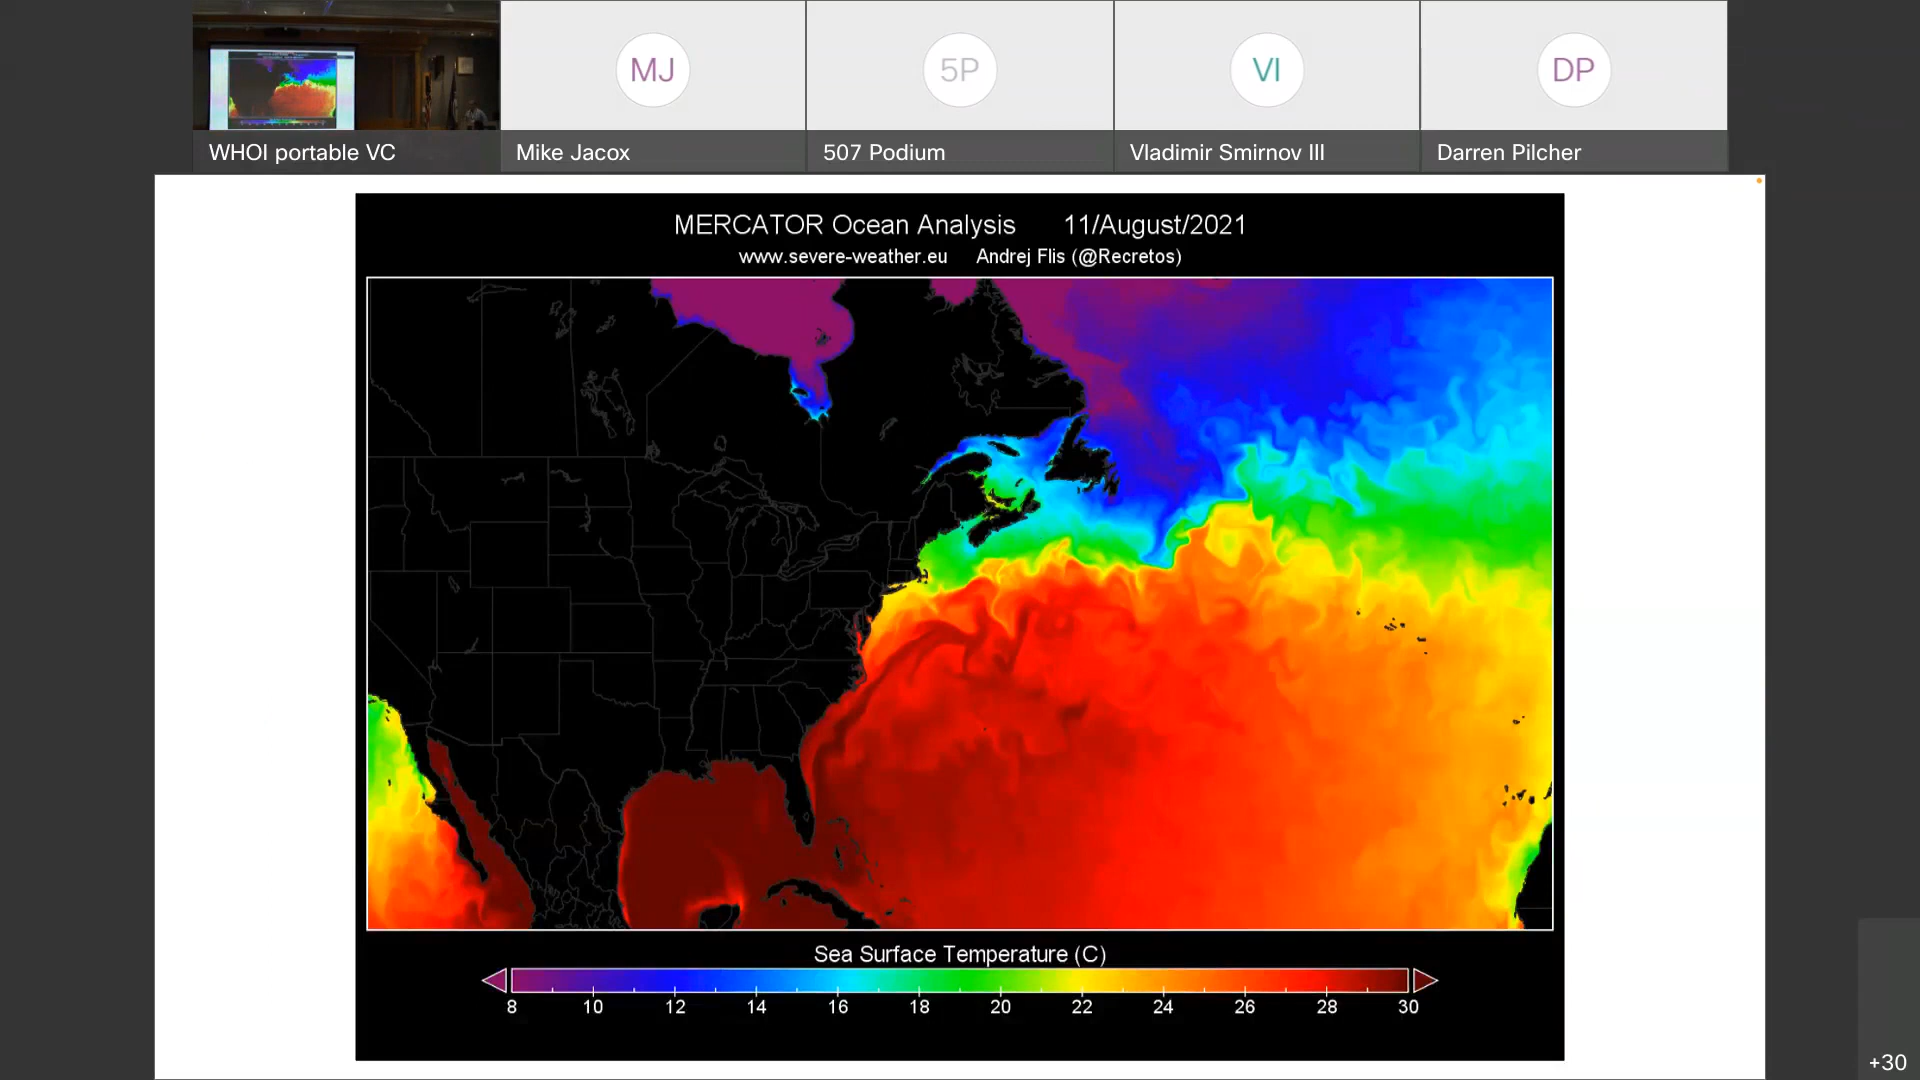 MJ
5P
VI
DP
WHOI portable VC
Mike Jacox
507 Podium
Vladimir Smirnov III
Darren Pilcher
MERCATOR Ocean Analysis 11/August/2021
www.severe-weather.eu Andrej Flis (@Recretos)
Sea Surface Temperature (C)
8 10 12 14 16 18 20 22 24 26 28 30
+30